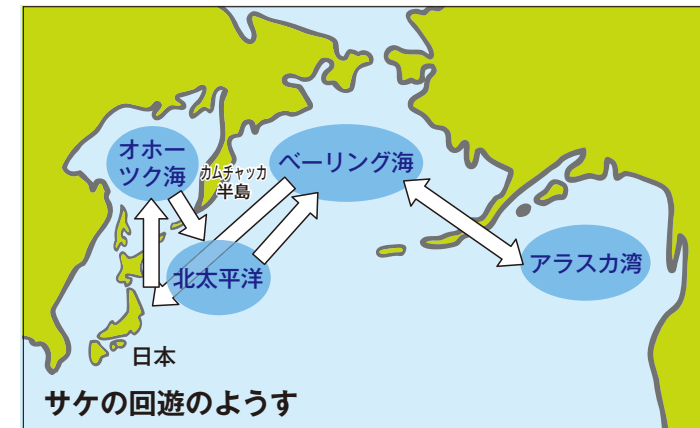 オホー
ツク海
カムチャッカ
半島
ベーリング海
北太平洋
アラスカ湾
日本
サケの回遊のようす